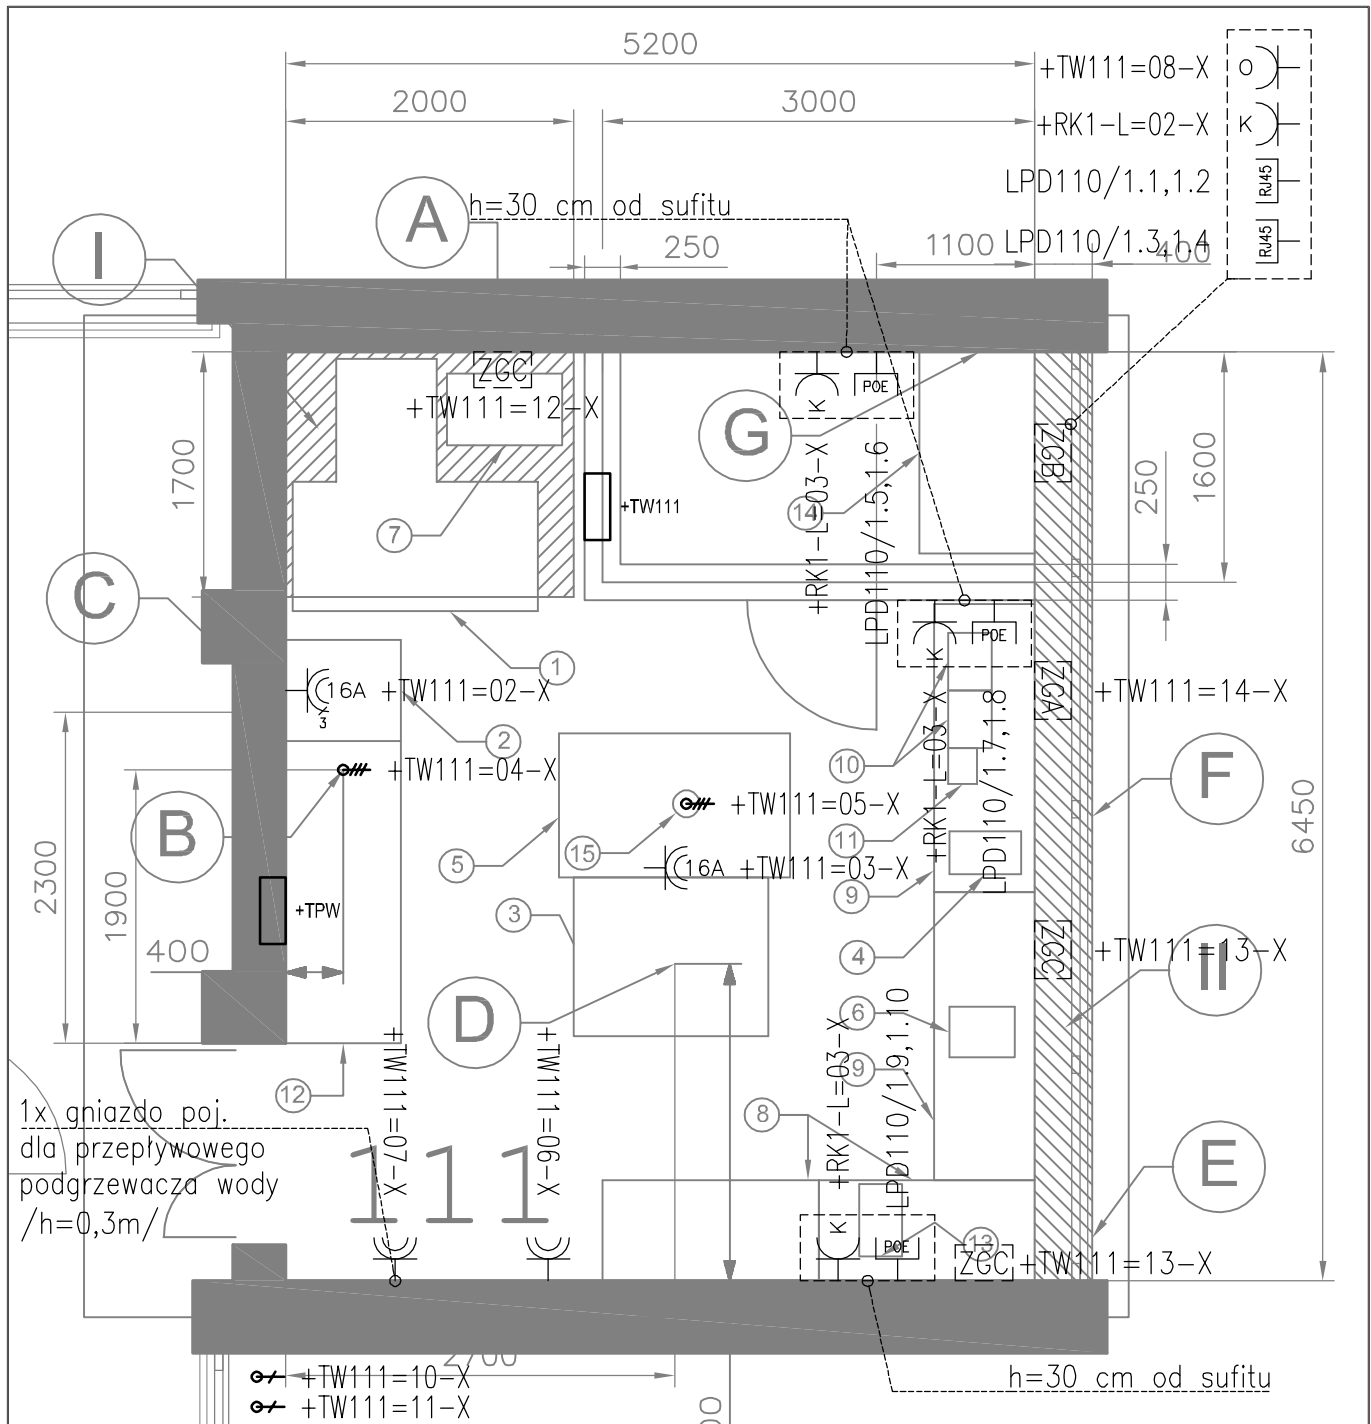 5200
+TW111=08-X
O
2000
3000
+RK1-L=02-X
K
LPD110/1.1,1.2
RJ45
A
h=30 cm od sufitu
I
250
1100
LPD110/1.3,1.4
400
RJ45
ZGC
+TW111=12-X
K
POE
G
ZGB
1700
1600
250
7
+TW111
14
+RK1-L=03-X
LPD110/1.5,1.6
C
1
K
POE
16A
3
+TW111=02-X
ZGA
+TW111=14-X
2
+TW111=04-X
10
+RK1-L=03-X
LPD110/1.7,1.8
F
B
+TW111=05-X
15
11
5
16A
+TW111=03-X
9
6450
2300
1900
+TPW
3
400
4
ZGC
+TW111=13-X
II
D
6
+TW111=07-X
+TW111=06-X
+RK1-L=03-X
LPD110/1.9,1.10
9
12
8
1x gniazdo poj.
dla przepływowego
podgrzewacza wody
/h=0,3m/
111
E
K
POE
13
ZGC
+TW111=13-X
2700
+TW111=10-X
h=30 cm od sufitu
+TW111=11-X